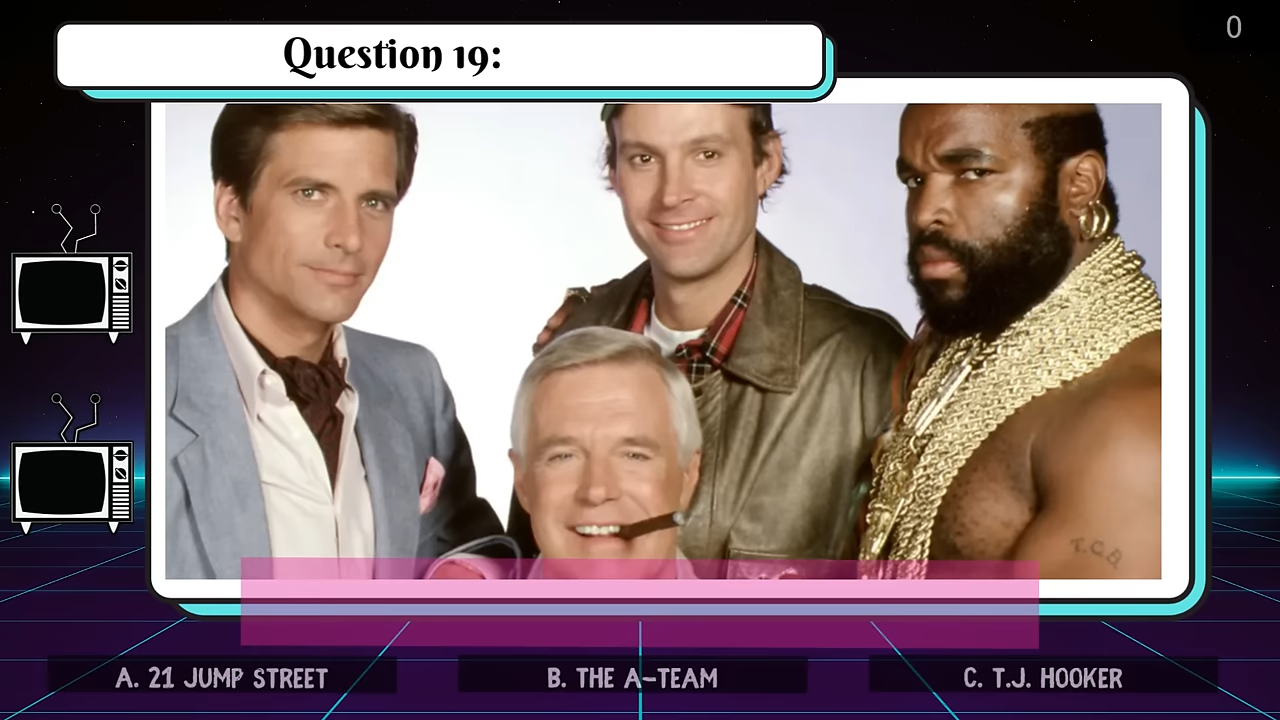 0
Question 19:
T.C.B
A. 21 JUMP STREET
B. THE A-TEAM
C. T.J. HOOKER